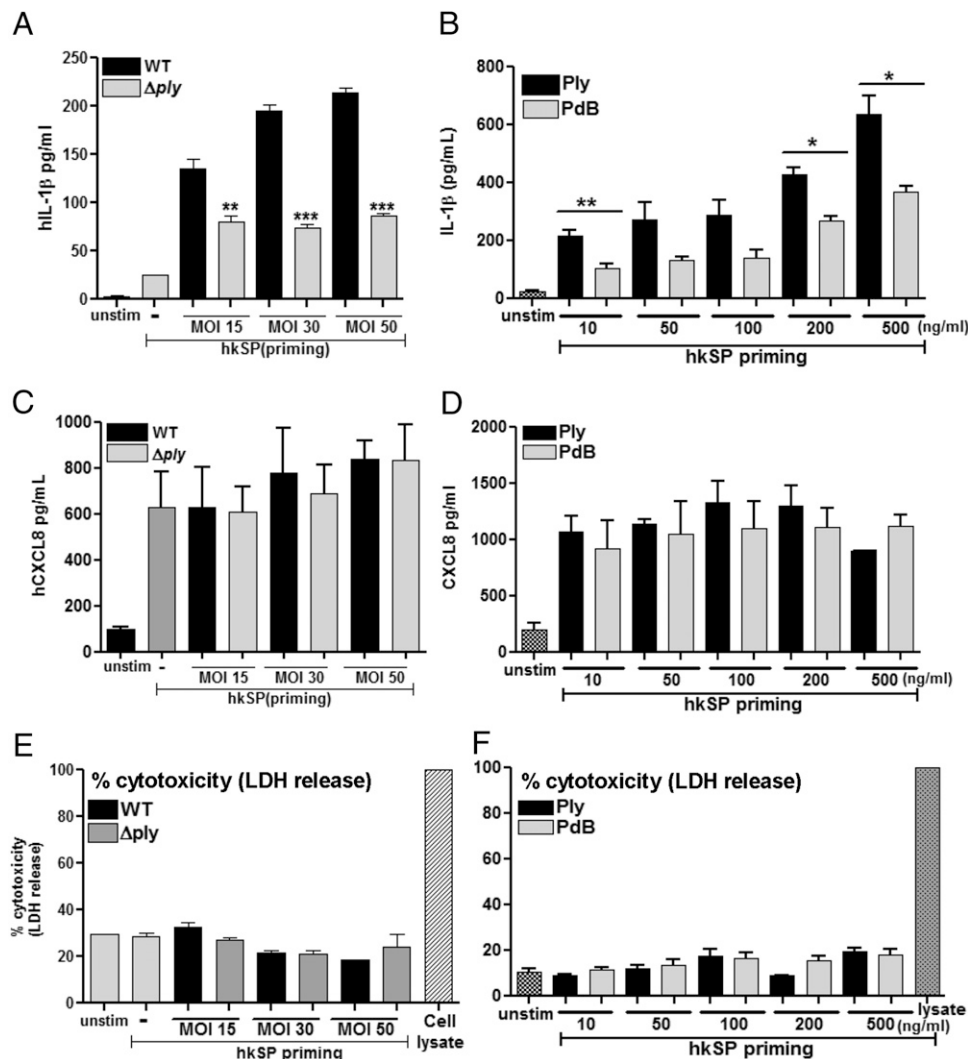 A
250
200
150
100
50
0
hIL-1β pg/ml
WT
Δply
**
***
***
unstim
-
MOI 15
MOI 30
MOI 50
hkSP(priming)
B
800
600
400
200
0
IL-1β (pg/mL)
Ply
PdB
**
*
*
unstim
10
50
100
200
500 (ng/ml)
hkSP priming
C
1000
800
600
400
200
0
hCXCL8 pg/mL
WT
Δply
unstim
-
MOI 15
MOI 30
MOI 50
hkSP(priming)
D
2000
1500
1000
500
0
CXCL8 pg/ml
Ply
PdB
unstim
10
50
100
200
500 (ng/ml)
hkSP priming
E
% cytotoxicity (LDH release)
100
80
60
40
20
0
% cytotoxicity
(LDH release)
WT
Δply
unstim
-
MOI 15
MOI 30
MOI 50
Cell
lysate
hkSP priming
F
% cytotoxicity (LDH release)
100
80
60
40
20
0
Ply
PdB
unstim
10
50
100
200
500 (ng/ml)
lysate
hkSP priming